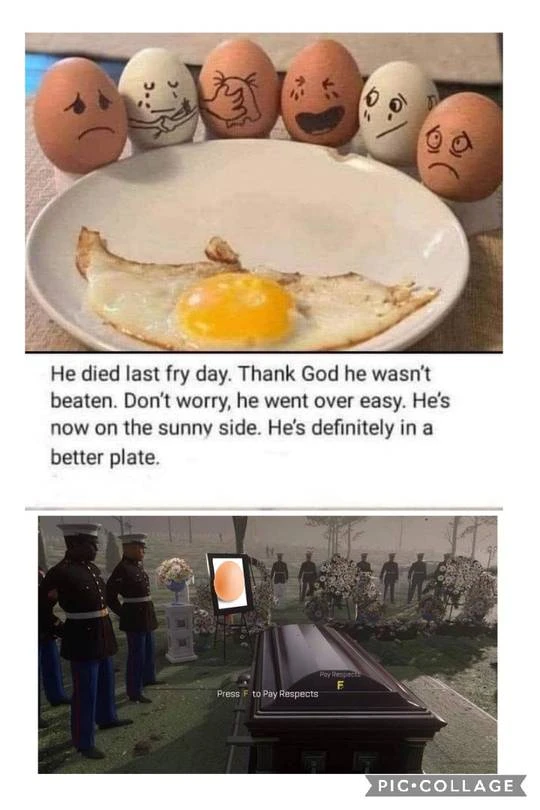 He died last fry day. Thank God he wasn't
beaten. Don't worry, he went over easy. He's
now on the sunny side. He's definitely in a
better plate.
Pay Respects
F
Press F to Pay Respects
PIC•COLLAGE